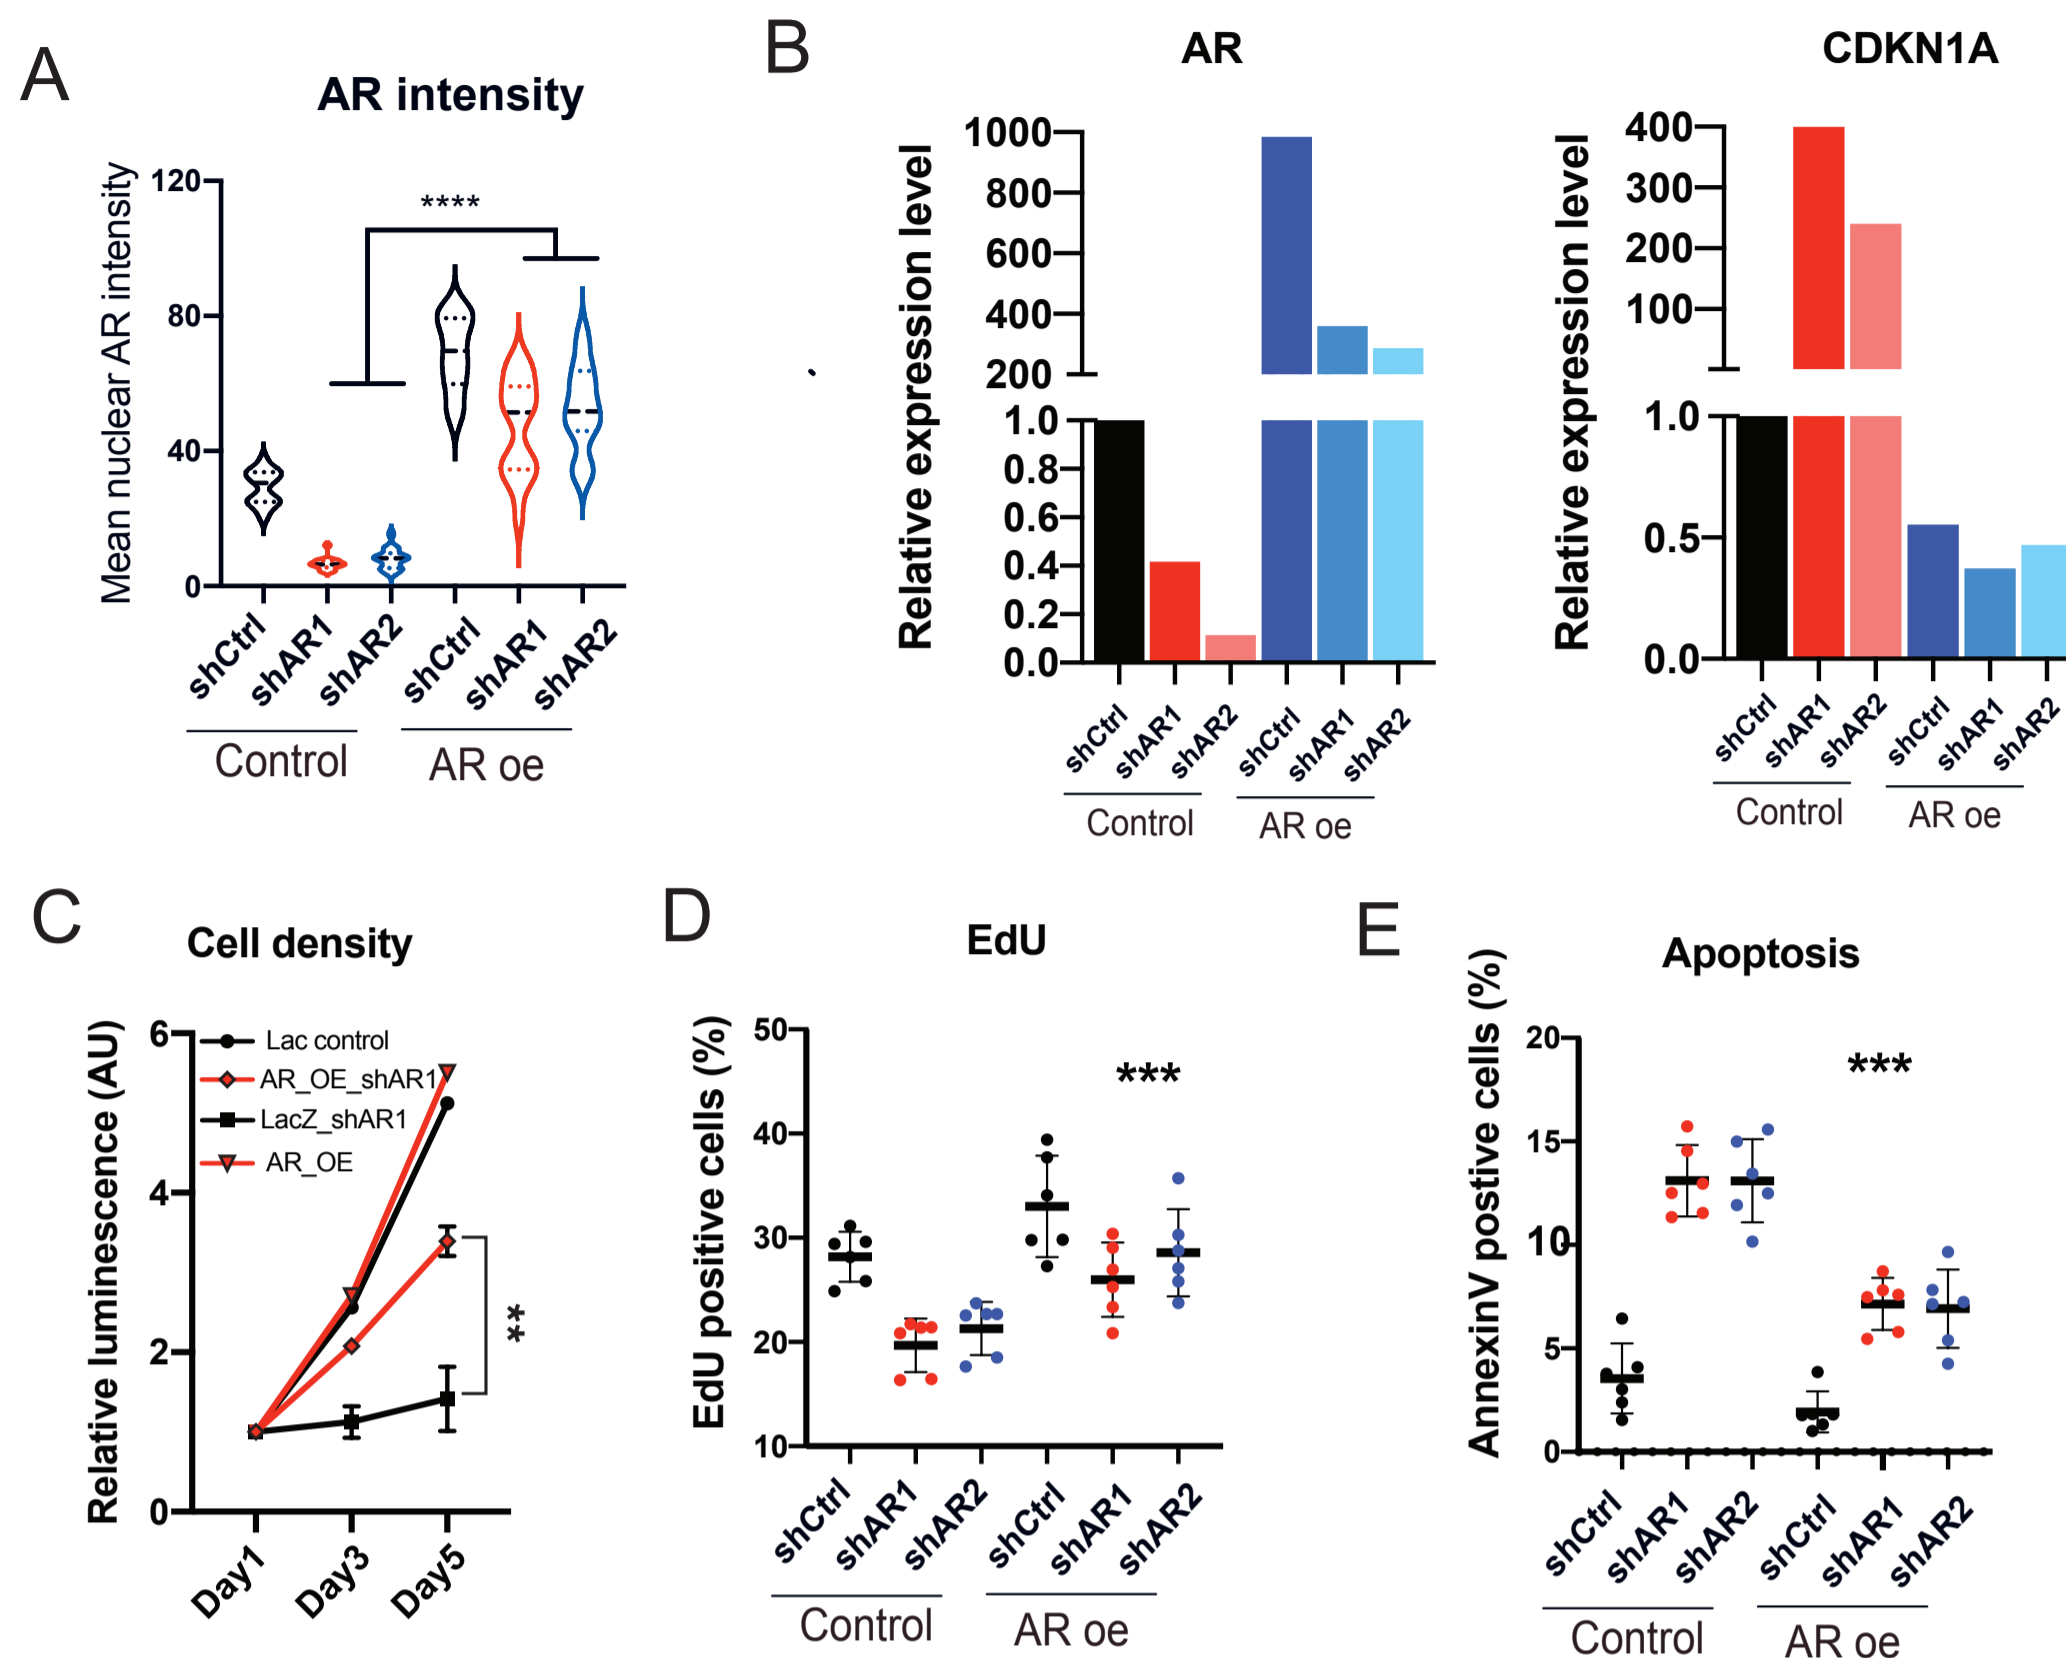 A
AR intensity
Mean nuclear AR intensity
120
80
40
0
****
shCtrl
shAR1
shAR2
shCtrl
shAR1
shAR2
Control
AR oe
B
AR
Relative expression level
1000
800
600
400
200
1.0
0.8
0.6
0.4
0.2
0.0
shCtrl
shAR1
shAR2
shCtrl
shAR1
shAR2
Control
AR oe
CDKN1A
Relative expression level
400
300
200
100
1.0
0.5
0.0
shCtrl
shAR1
shAR2
shCtrl
shAR1
shAR2
Control
AR oe
C
Cell density
Relative luminescence (AU)
6
4
2
0
Lac control
AR_OE_shAR1
LacZ_shAR1
AR_OE
**
Day1
Day3
Day5
D
EdU
EdU positive cells (%)
50
40
30
20
10
***
shCtrl
shAR1
shAR2
shCtrl
shAR1
shAR2
Control
AR oe
E
Apoptosis
AnnexinV postive cells (%)
20
15
10
5
0
***
shCtrl
shAR1
shAR2
shCtrl
shAR1
shAR2
Control
AR oe